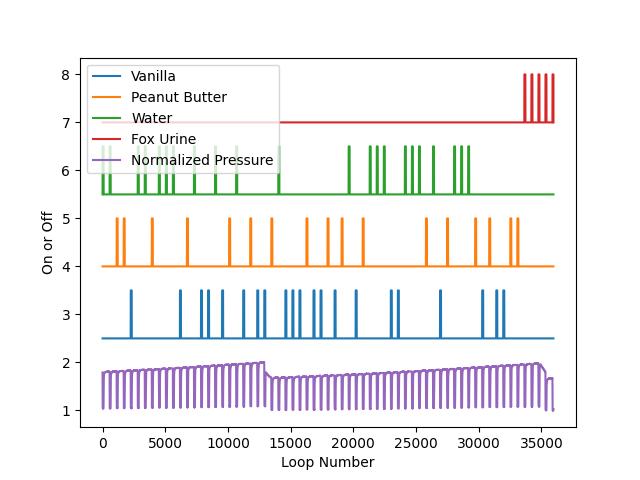 Vanilla
Peanut Butter
Water
Fox Urine
Normalized Pressure
On or Off
8
7
6
5
4
3
2
1
0 5000 10000 15000 20000 25000 30000 35000
Loop Number